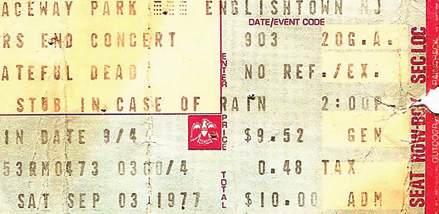 ACEWAY PARK ENGLISHTOWN NJ
DATE/EVENT CODE
RS END CONCERT 903 20G.A.
ATEFUL DEAD NO REF./EX.
STUB IN CASE OF RAIN 2:00P
ENTER PRICE TOTAL
IN DATE 9/4 $9.52 GEN
53RM0473 0300/4 0.48 TAX
SAT SEP 03 1977 $10.00 ADM
SEAT ROW-BOX SEC. LOC